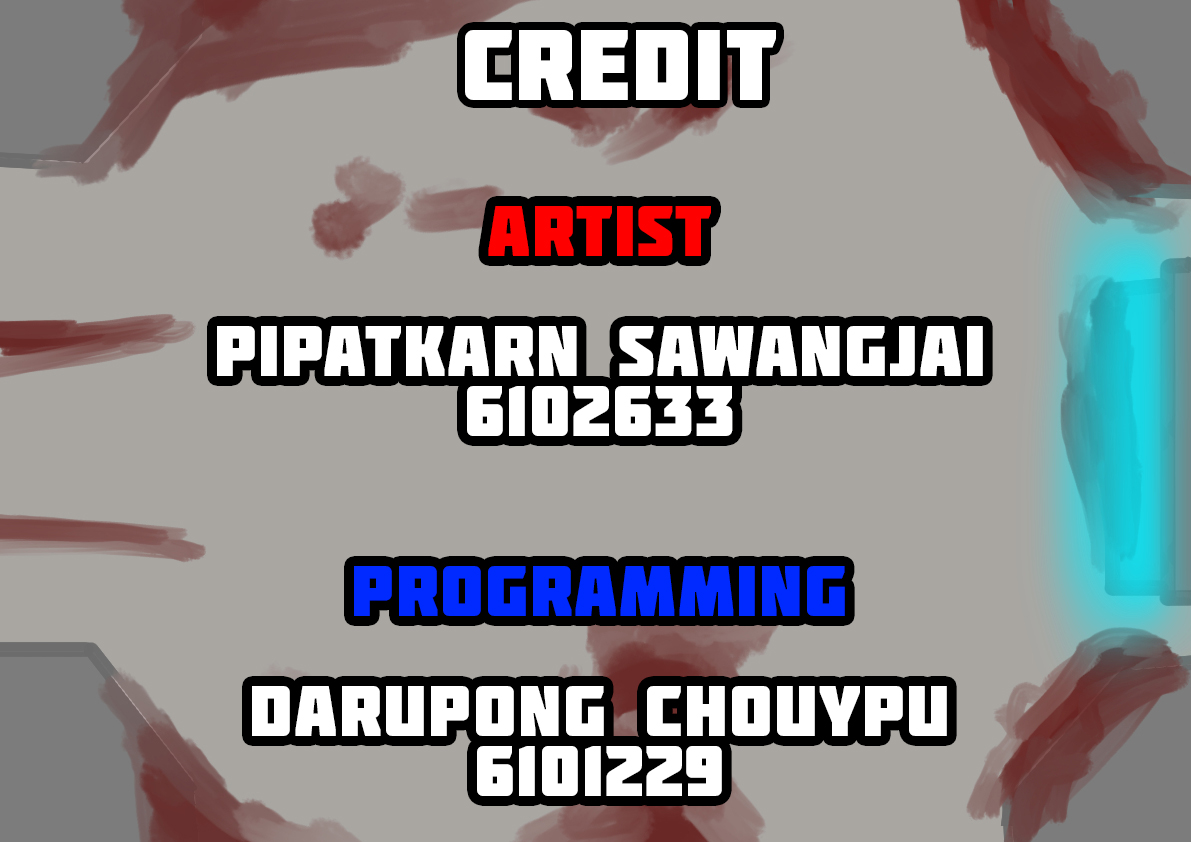 CREDIT
ARTIST
PIPATKARN SAWANGJAI
6102633
PROGRAMMING
DARUPONG CHOUYPU
6101229